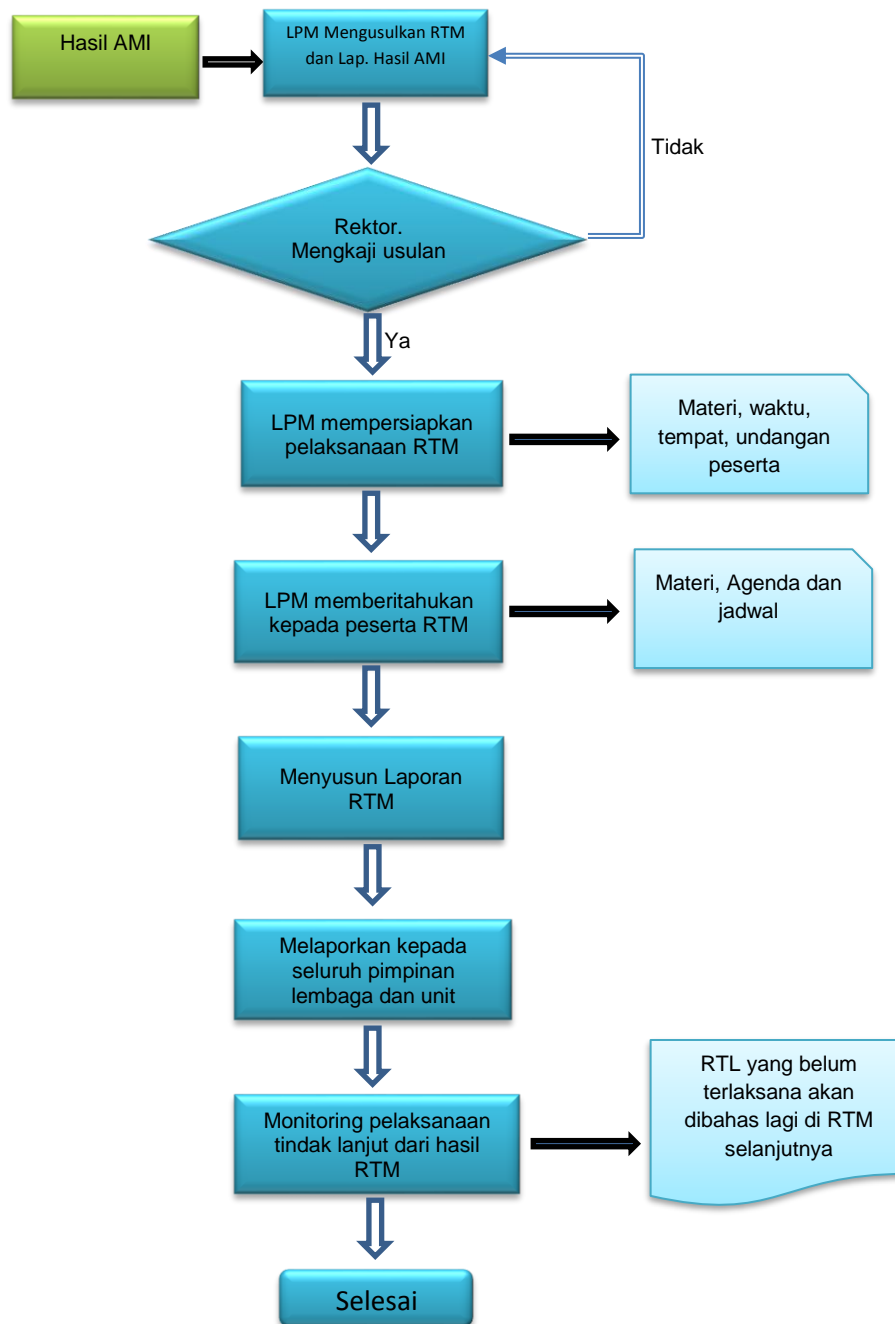 Hasil AMI
LPM Mengusulkan RTM
dan Lap. Hasil AMI
Tidak
Rektor.
Mengkaji usulan
Ya
LPM mempersiapkan
pelaksanaan RTM
Materi, waktu,
tempat, undangan
peserta
LPM memberitahukan
kepada peserta RTM
Materi, Agenda dan
jadwal
Menyusun Laporan
RTM
Melaporkan kepada
seluruh pimpinan
lembaga dan unit
Monitoring pelaksanaan
tindak lanjut dari hasil
RTM
RTL yang belum
terlaksana akan
dibahas lagi di RTM
selanjutnya
Selesai